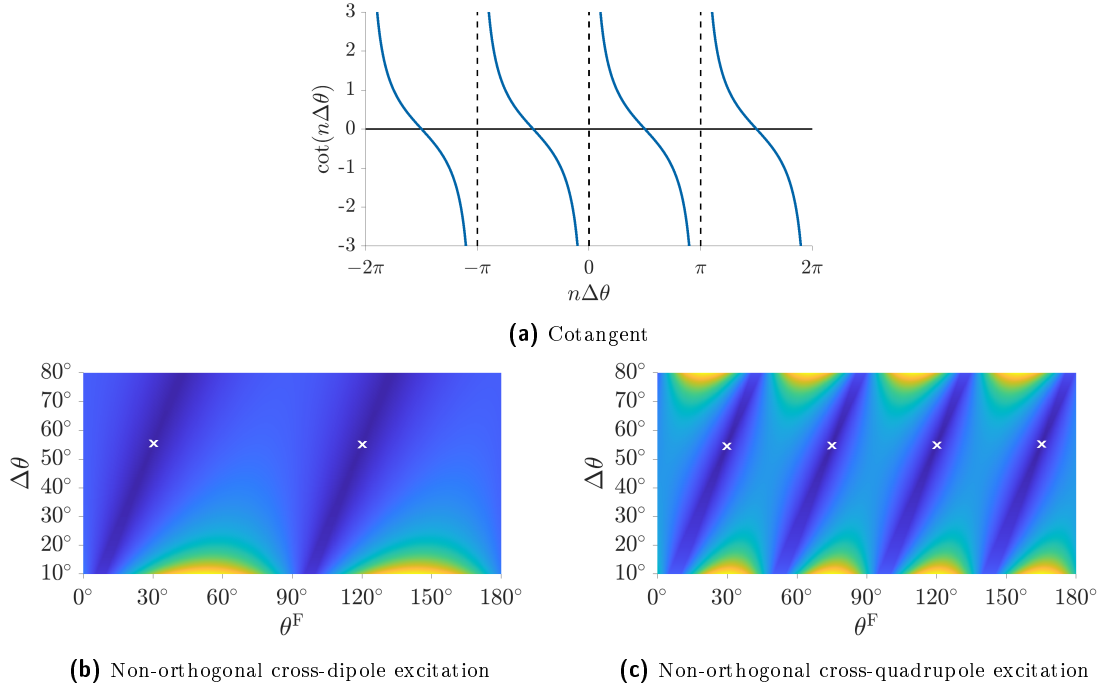 3
2
1
0
-1
-2
-3
cot(nΔθ)
−2π −π 0 π 2π
nΔθ
(a) Cotangent
80°
70°
60°
50°
40°
30°
20°
10°
Δθ
0° 30° 60° 90° 120° 150° 180°
θ^F
(b) Non-orthogonal cross-dipole excitation
80°
70°
60°
50°
40°
30°
20°
10°
Δθ
0° 30° 60° 90° 120° 150° 180°
θ^F
(c) Non-orthogonal cross-quadrupole excitation